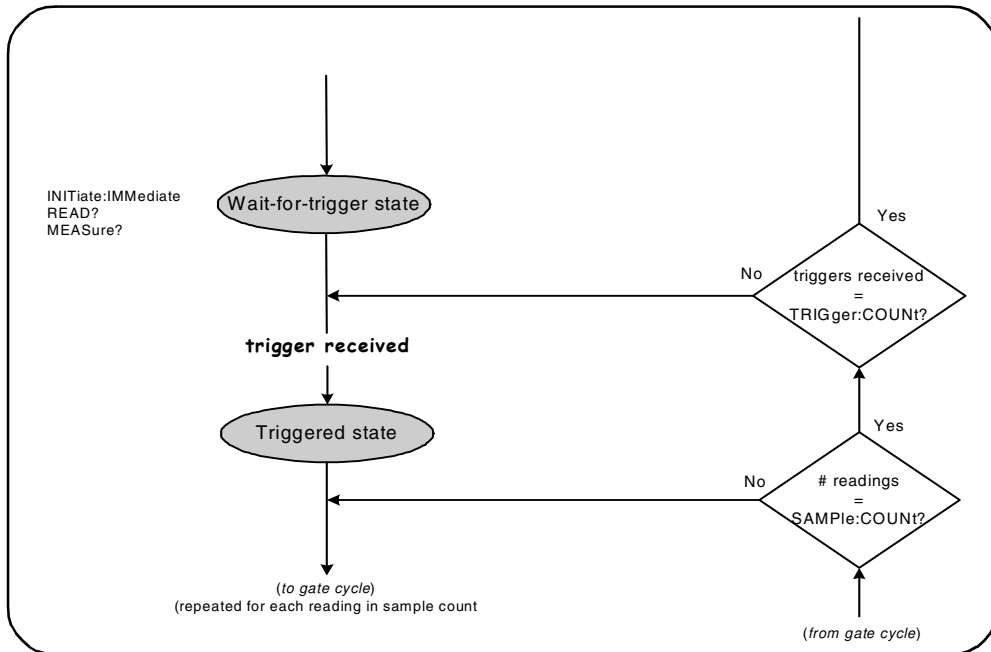 INITiate:IMMediate
READ?
MEASure?
Wait-for-trigger state
Yes
No
triggers received
=
TRIGger:COUNt?
trigger received
Triggered state
Yes
No
# readings
=
SAMPle:COUNt?
(to gate cycle)
(repeated for each reading in sample count
(from gate cycle)